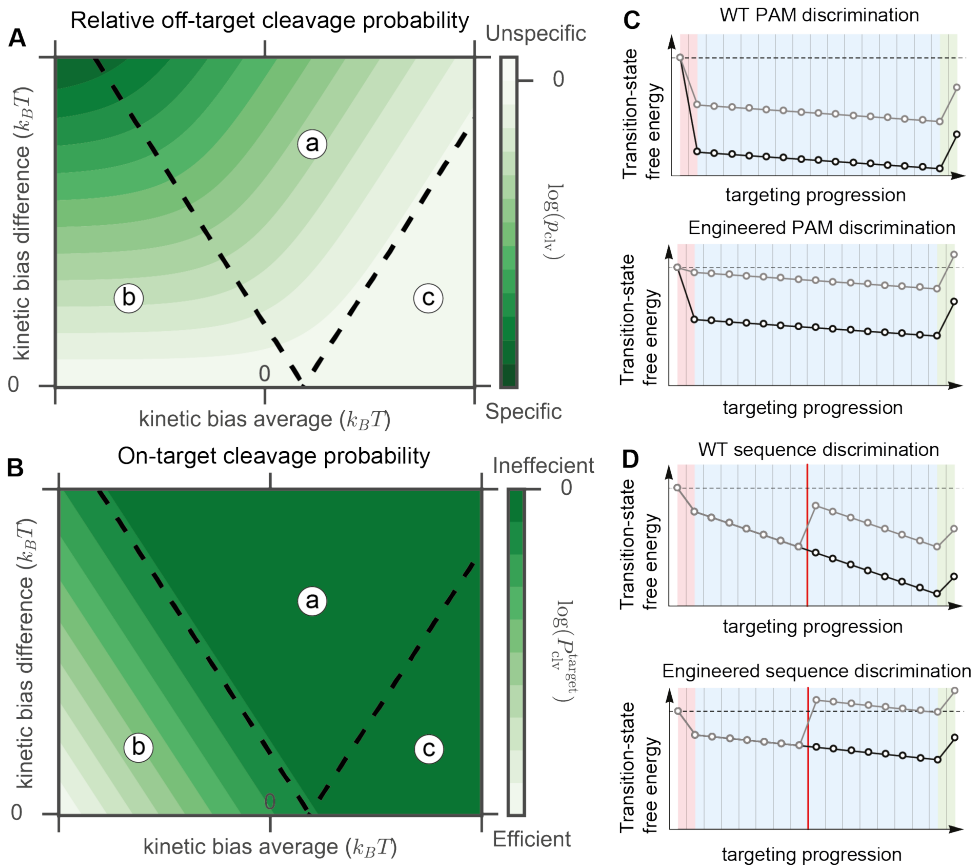 A
Relative off-target cleavage probability
Unspecific
0
kinetic bias difference (k_BT)
a
b
c
log(p_clv)
0
0
kinetic bias average (k_BT)
Specific
B
On-target cleavage probability
Ineffecient
0
kinetic bias difference (k_BT)
a
b
c
log(P_clv^target)
0
0
kinetic bias average (k_BT)
Efficient
C
WT PAM discrimination
Transition-state
free energy
targeting progression
Engineered PAM discrimination
Transition-state
free energy
targeting progression
D
WT sequence discrimination
Transition-state
free energy
targeting progression
Engineered sequence discrimination
Transition-state
free energy
targeting progression